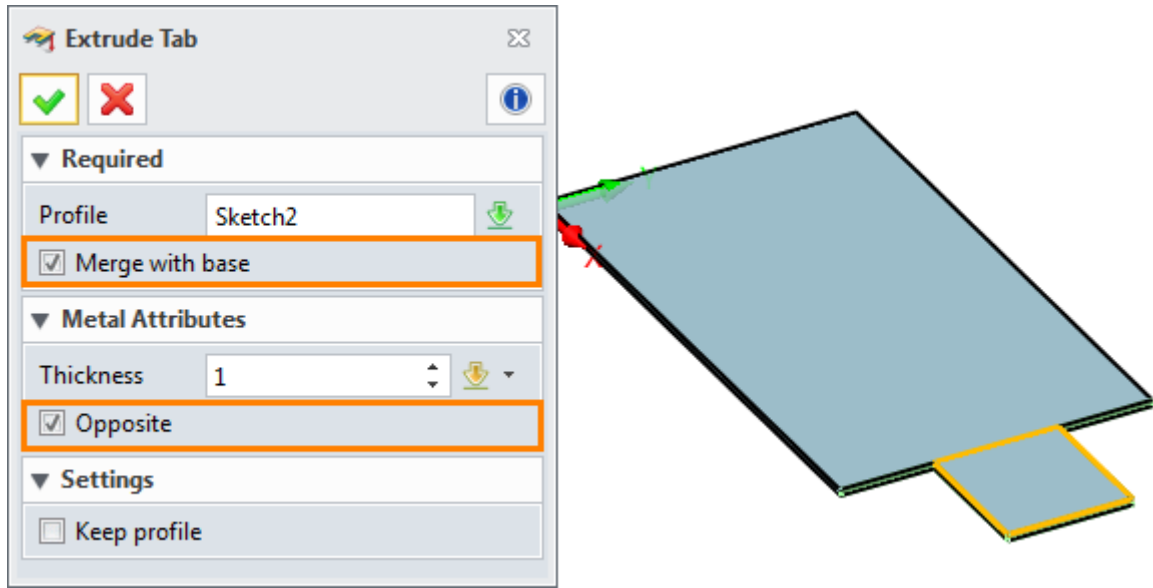 Extrude Tab
Required
Profile Sketch2
Merge with base
Metal Attributes
Thickness 1
Opposite
Settings
Keep profile
Y
X